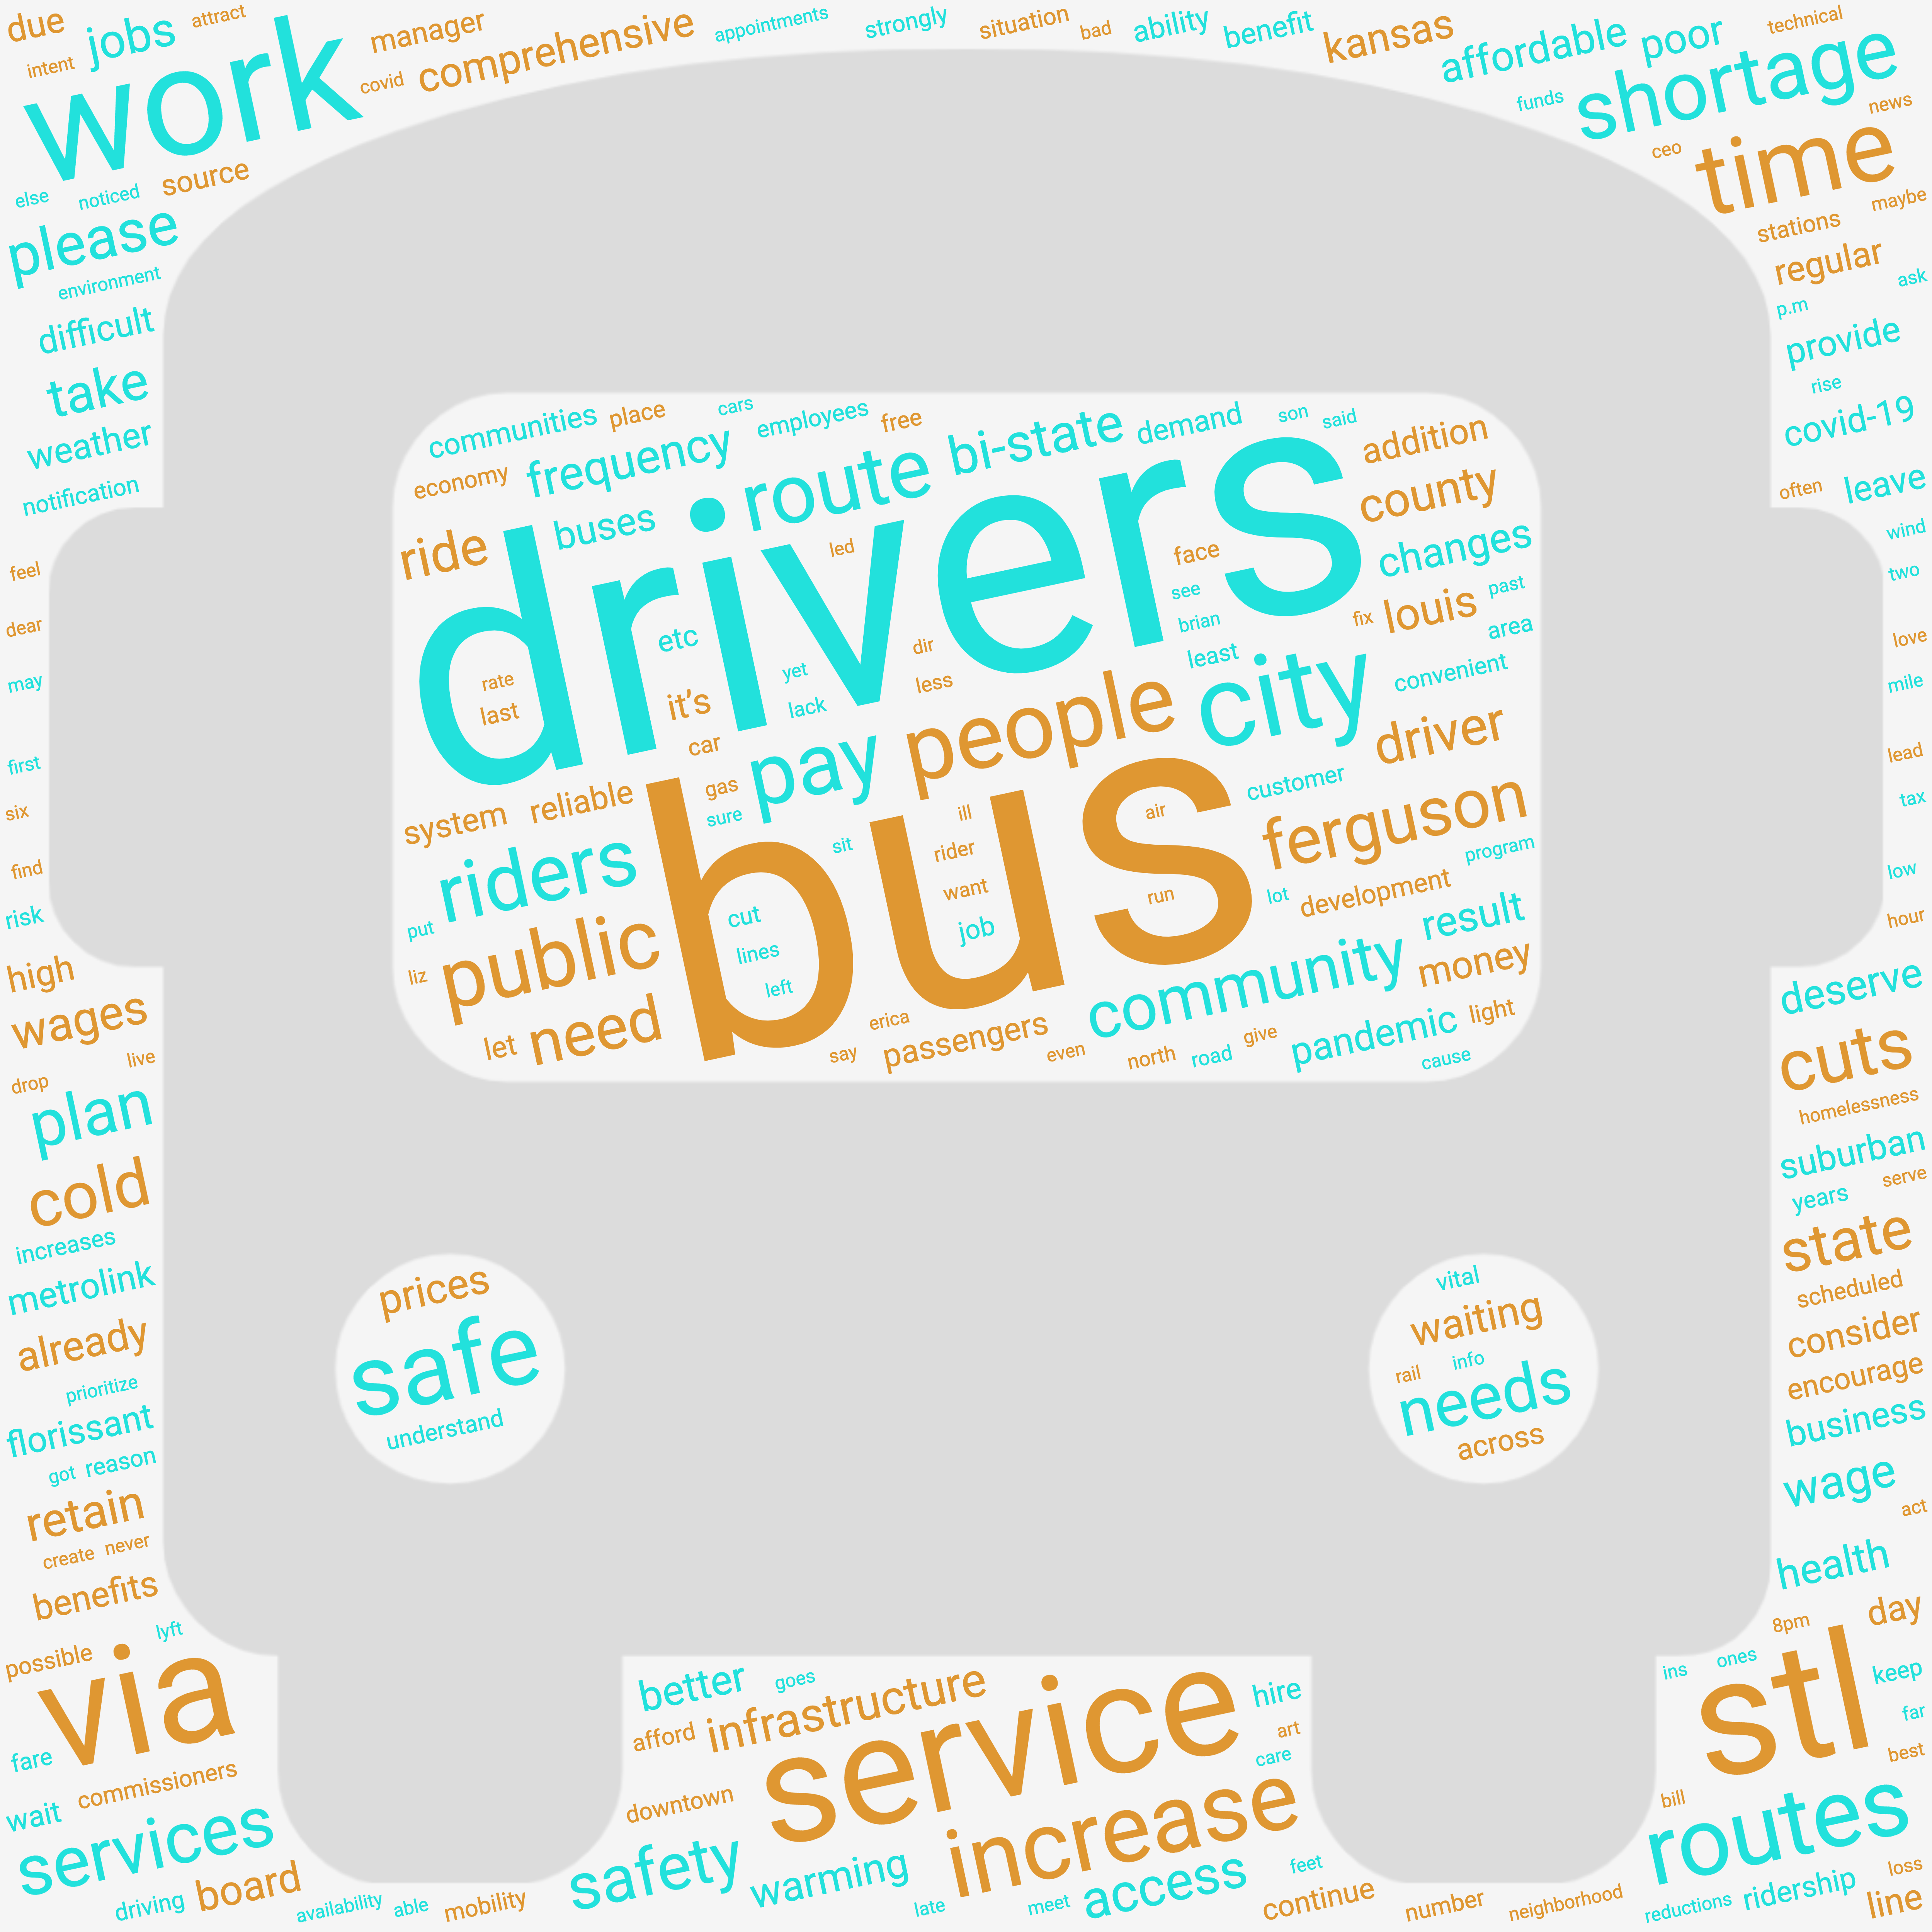 due jobs attract manager comprehensive appointments strongly situation bad ability benefit kansas affordable poor technical
intent work covid funds shortage news
else noticed source ceo time
please stations maybe
environment regular ask
difficult p.m provide
take rise
weather covid-19
notification often leave
communities place cars employees free bi-state demand son said addition
economy frequency route county
ride buses drivers led face changes
feel see wind
two
dear etc dir brian fix louis past love
may rate last it's yet lack less least area mile
car people city convenient
first system reliable gas sure pay customer driver lead
six riders sit ill air ferguson tax
find rider program low
risk put cut bus want run lot development hour
high liz public lines job result deserve
wages left community money
let need erica
live say passengers even north road give pandemic light cause cuts
drop homelessness
plan suburban
cold years serve
increases state
metrolink prices vital scheduled
already safe waiting consider
prioritize rail info encourage
florissant understand needs business
got reason across wage
retain act
create never health
benefits
possible lyft 8pm day
via better goes ins ones keep
fare afford infrastructure hire stl far
commissioners art care best
wait downtown service bill
services safety increase routes
driving board warming access feet loss
availability able mobility late meet continue number neighborhood reductions ridership line